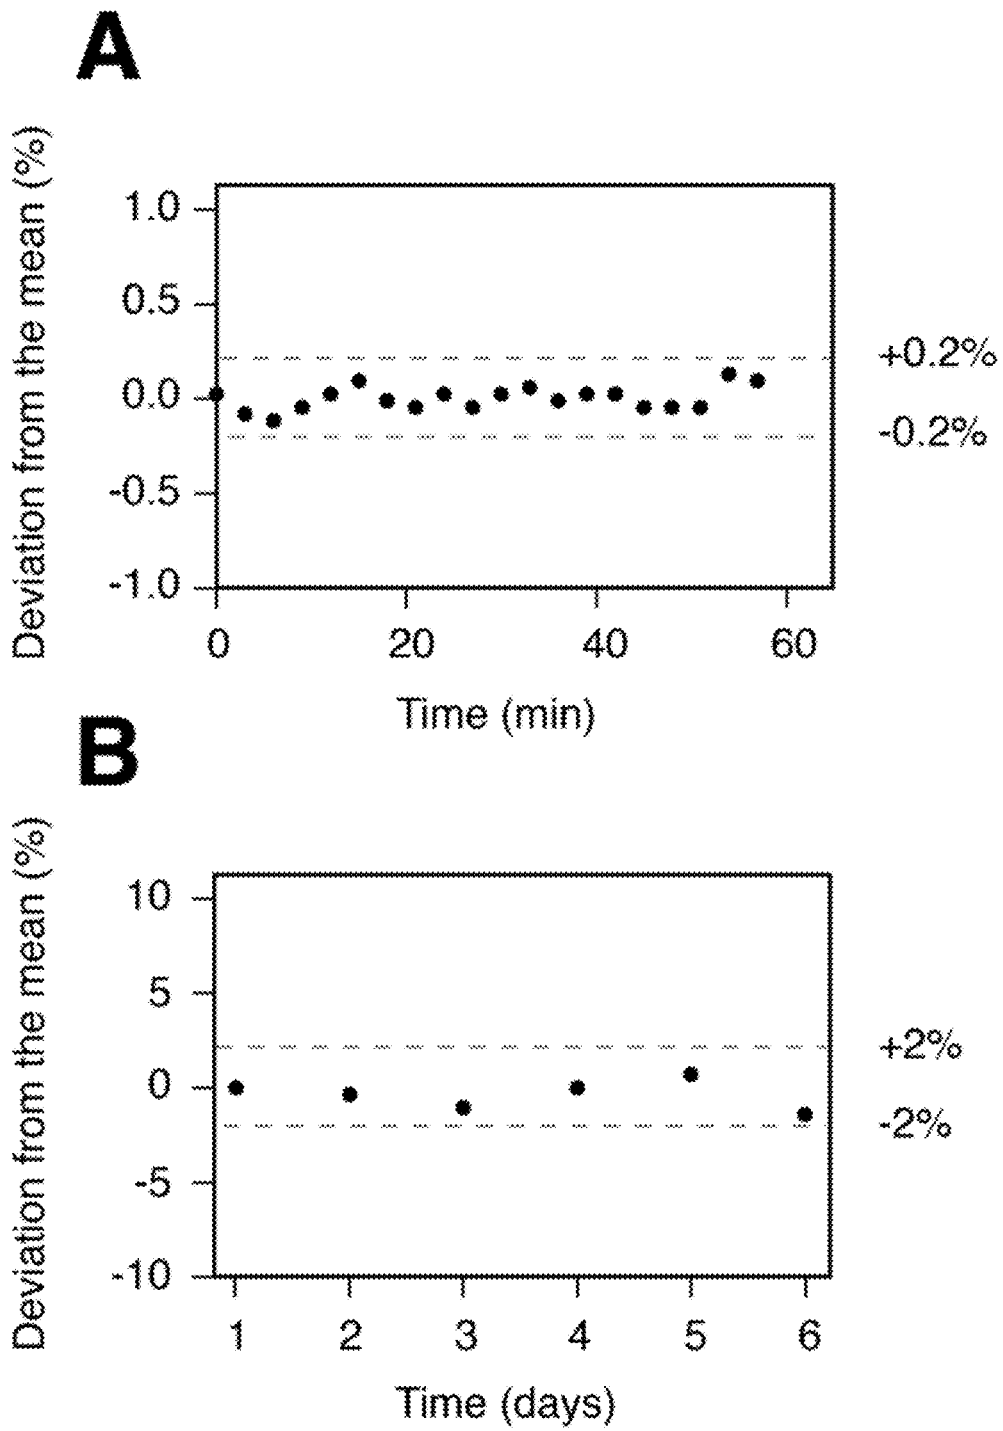 A
Deviation from the mean (%)
1.0
0.5
0.0
-0.5
-1.0
+0.2%
-0.2%
0 20 40 60
Time (min)
B
Deviation from the mean (%)
10
5
0
-5
-10
+2%
-2%
1 2 3 4 5 6
Time (days)